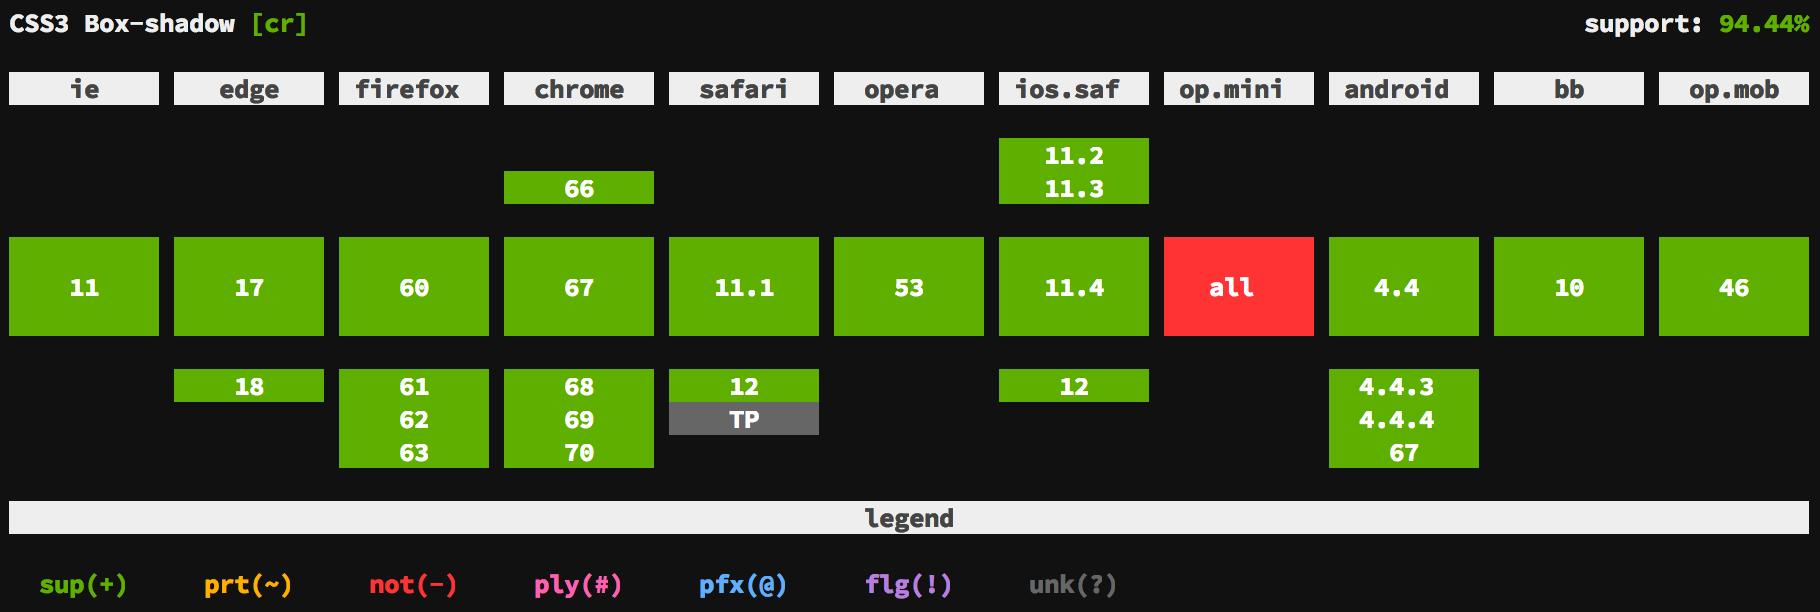 CSS3 Box-shadow [cr] support: 94.44%
ie edge firefox chrome safari opera ios.saf op.mini android bb op.mob
11.2
66 11.3
11 17 60 67 11.1 53 11.4 all 4.4 10 46
18 61 68 12 12 4.4.3
62 69 TP 4.4.4
63 70 67
legend
sup(+) prt(~) not(-) ply(#) pfx(@) flg(!) unk(?)